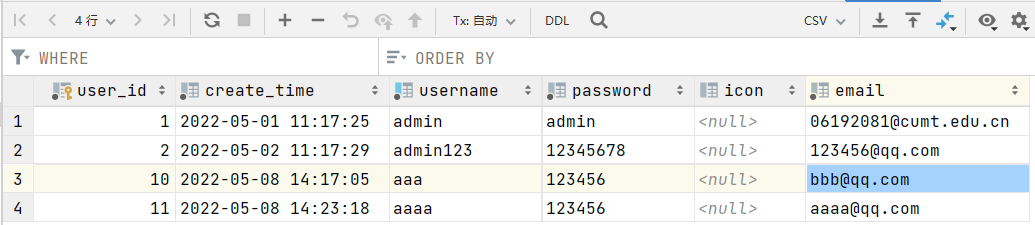 4 行 Tx: 自动 DDL CSV
WHERE ORDER BY
user_id create_time username password icon email
1 1 2022-05-01 11:17:25 admin admin <null> 06192081@cumt.edu.cn
2 2 2022-05-02 11:17:29 admin123 12345678 <null> 123456@qq.com
3 10 2022-05-08 14:17:05 aaa 123456 <null> bbb@qq.com
4 11 2022-05-08 14:23:18 aaaa 123456 <null> aaaa@qq.com